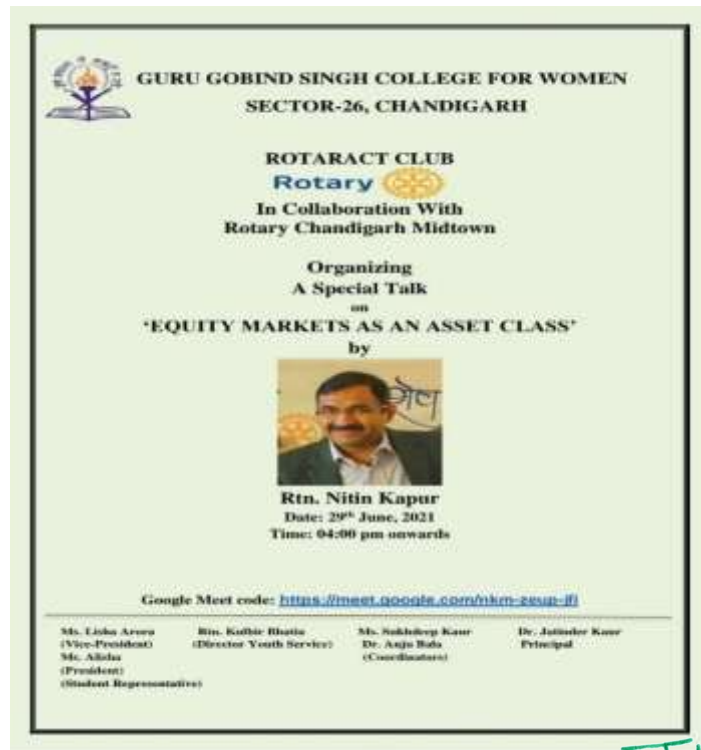 GURU GOBIND SINGH COLLEGE FOR WOMEN
SECTOR-26, CHANDIGARH
ROTARACT CLUB
Rotary
In Collaboration With
Rotary Chandigarh Midtown
Organizing
A Special Talk
on
‘EQUITY MARKETS AS AN ASSET CLASS’
by
Rtn. Nitin Kapur
Date: 29th June, 2021
Time: 04:00 pm onwards
Google Meet code: https://meet.google.com/nkm-zeup-jfi
Ms. Lisha Arora Rtn. Kulbir Bhatia Ms. Sukhdeep Kaur Dr. Jatinder Kaur
(Vice-President) (Director Youth Service) Dr. Anju Bala Principal
Ms. Alisha (Coordinators)
(President)
(Student Representative)